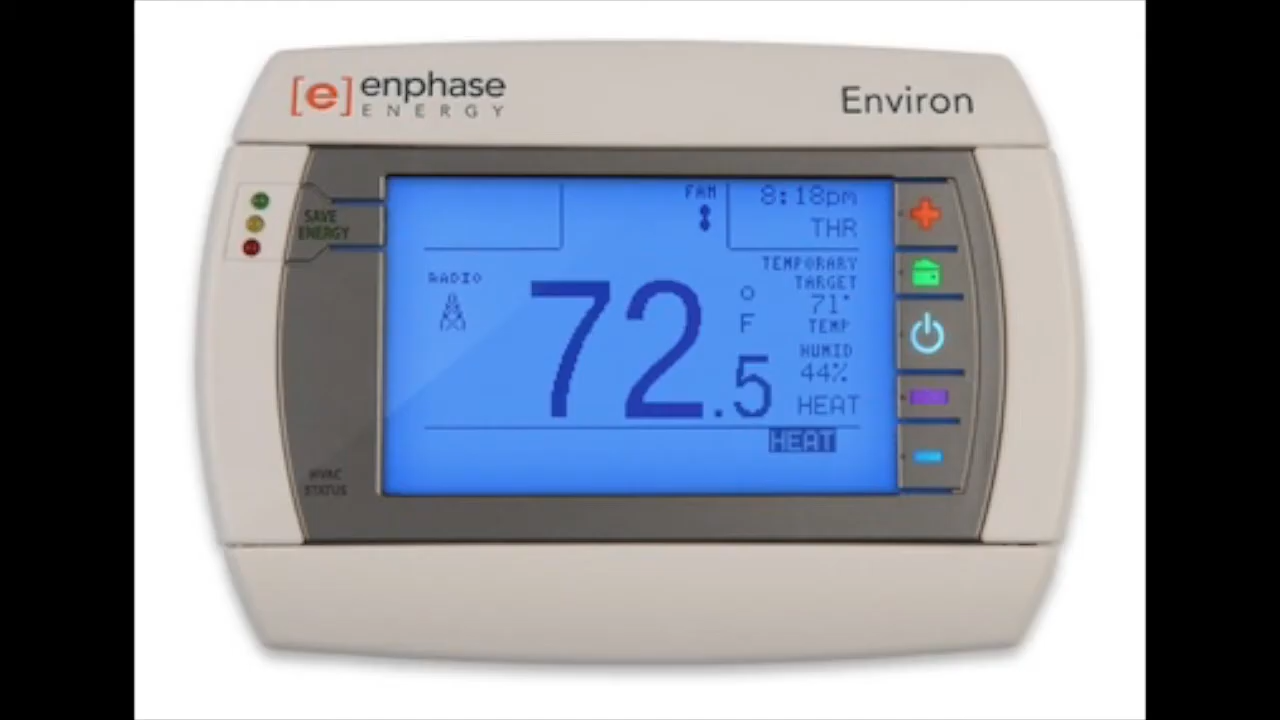 [e] enphase
ENERGY
Environ
SAVE
ENERGY
FAN
8:18pm
THR
RADIO
72.5
O
F
TEMPORARY
TARGET
71°
TEMP
HUMID
44%
HEAT
HEAT
HVAC
STATUS